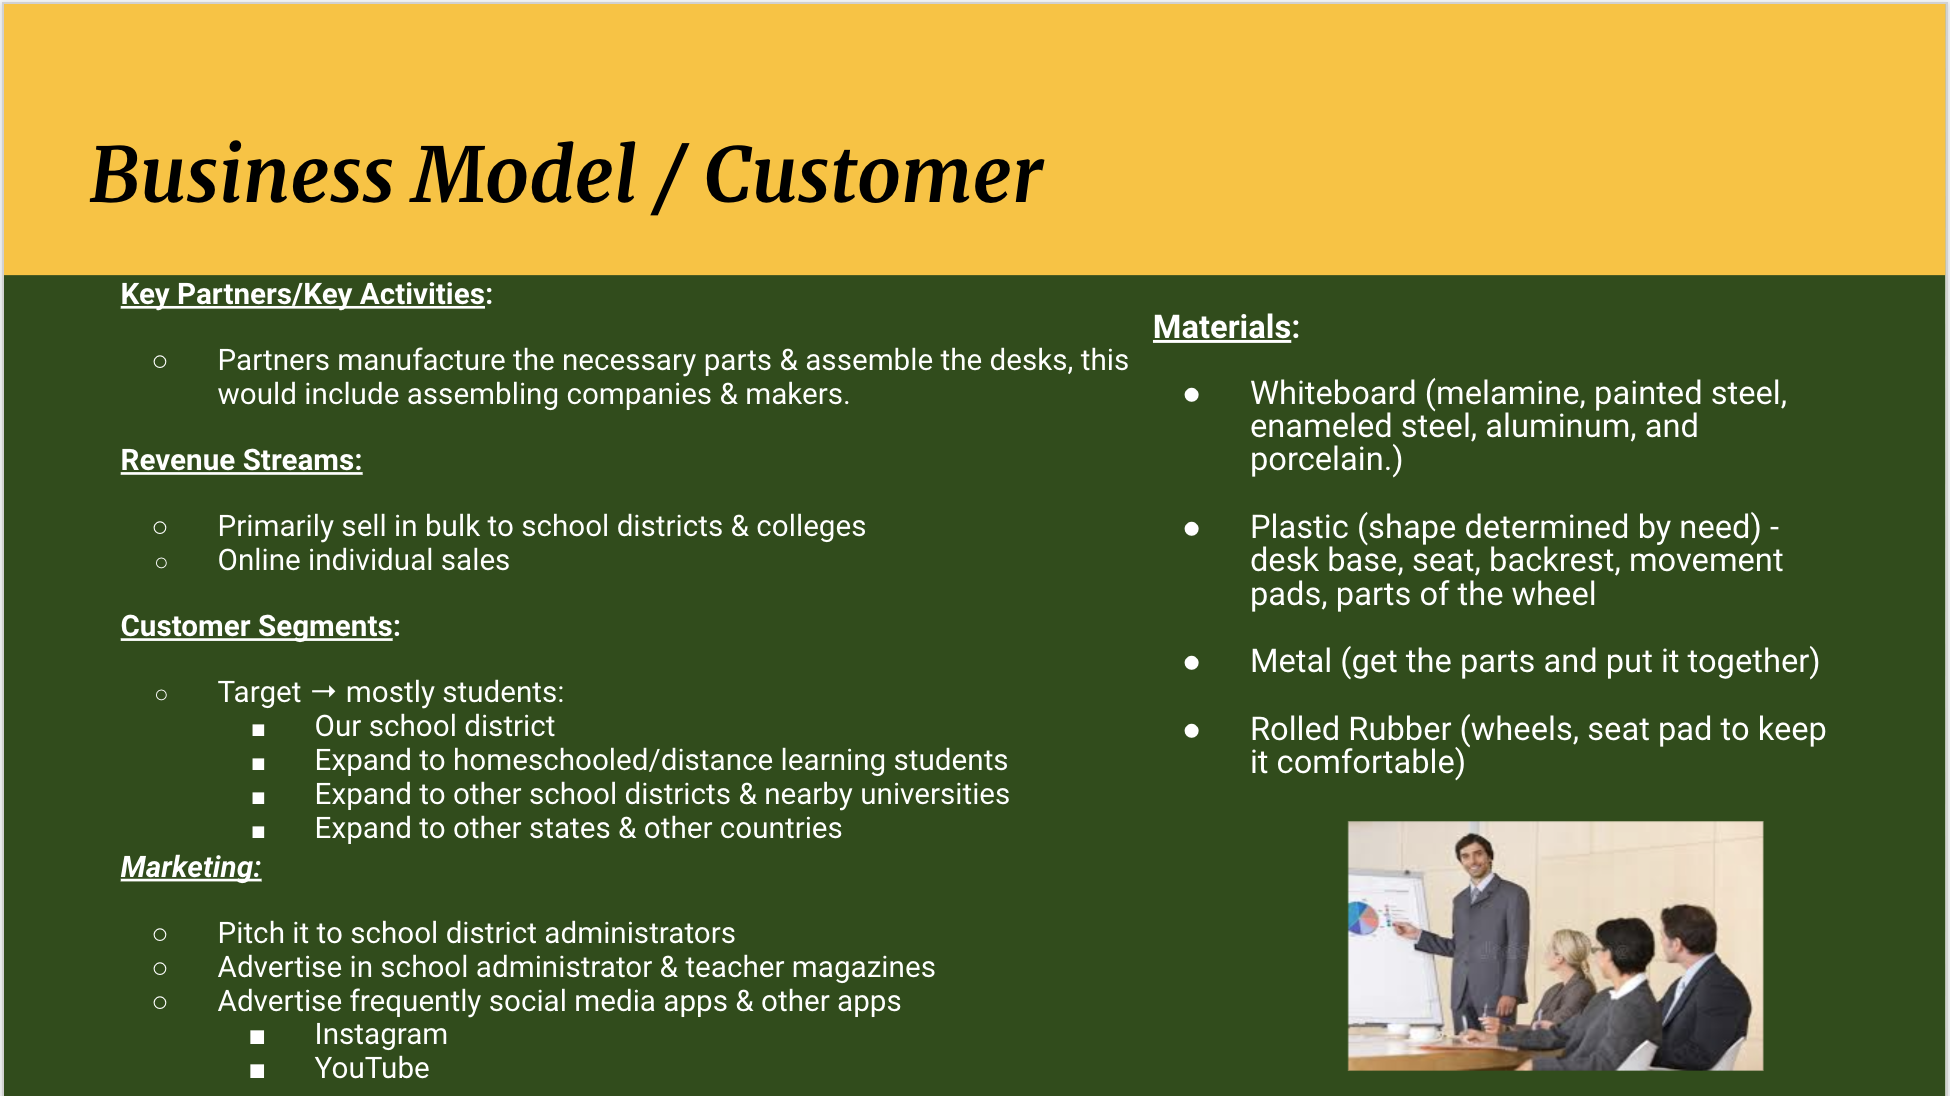 Business Model / Customer
Key Partners/Key Activities:
○ Partners manufacture the necessary parts & assemble the desks, this
would include assembling companies & makers.
Revenue Streams:
○ Primarily sell in bulk to school districts & colleges
○ Online individual sales
Customer Segments:
○ Target → mostly students:
■ Our school district
■ Expand to homeschooled/distance learning students
■ Expand to other school districts & nearby universities
■ Expand to other states & other countries
Marketing:
○ Pitch it to school district administrators
○ Advertise in school administrator & teacher magazines
○ Advertise frequently social media apps & other apps
■ Instagram
■ YouTube
Materials:
● Whiteboard (melamine, painted steel,
enameled steel, aluminum, and
porcelain.)
● Plastic (shape determined by need) -
desk base, seat, backrest, movement
pads, parts of the wheel
● Metal (get the parts and put it together)
● Rolled Rubber (wheels, seat pad to keep
it comfortable)